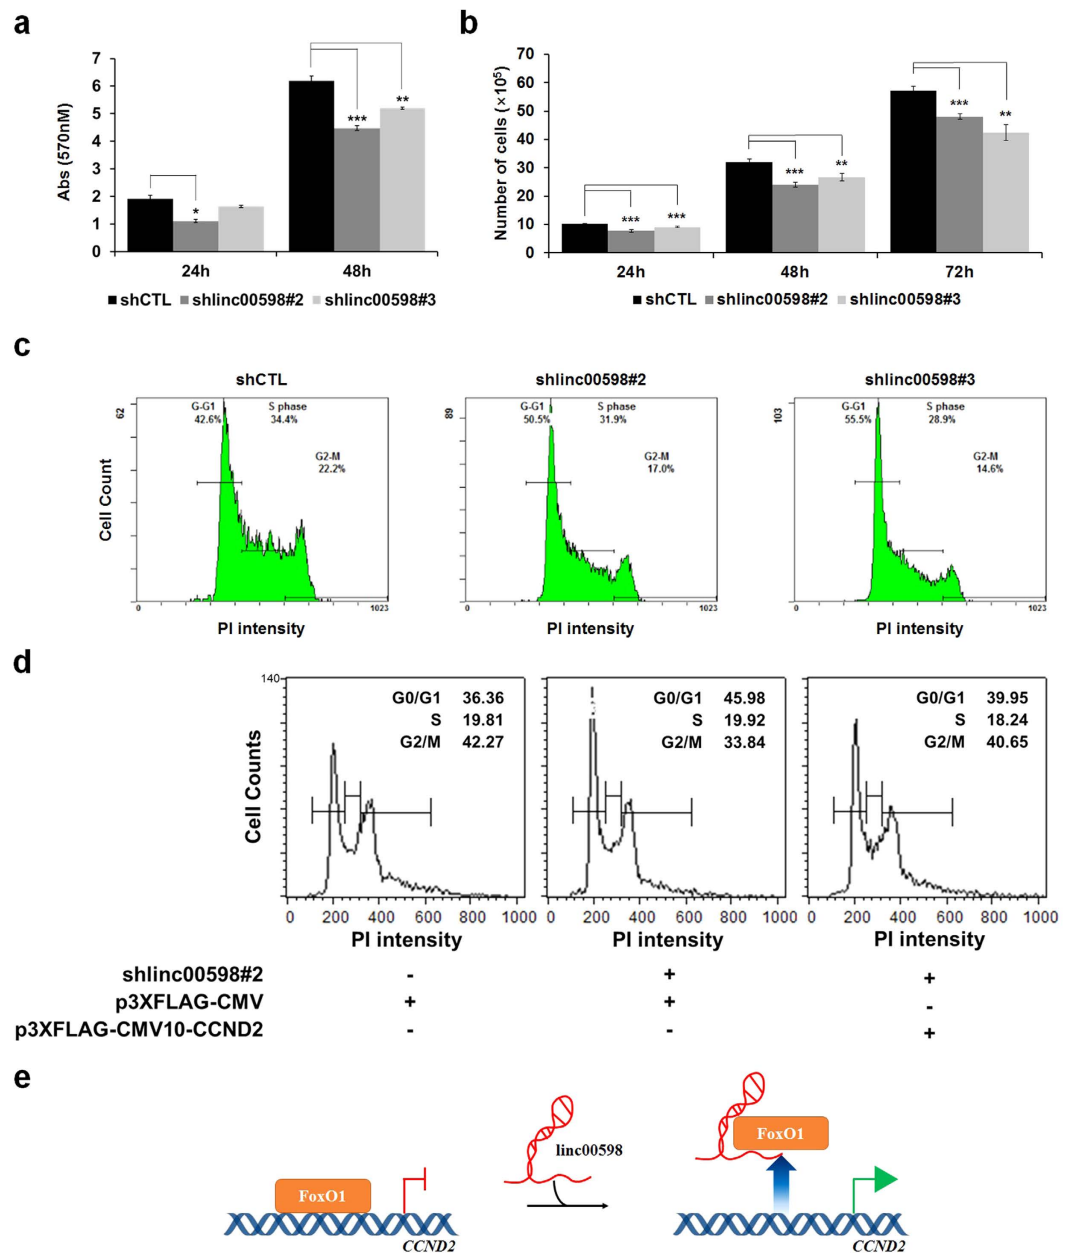 a
Abs (570nM)
7
6
5
4
3
2
1
0
*
***
**
24h 48h
shCTL shlinc00598#2 shlinc00598#3
b
Number of cells (×10⁵)
70
60
50
40
30
20
10
0
*** ***
*** **
*** **
24h 48h 72h
shCTL shlinc00598#2 shlinc00598#3
c
shCTL
62
G-G1 S phase
42.6% 34.4%
G2-M
22.2%
Cell Count
0 1023
PI intensity
shlinc00598#2
89
G-G1 S phase
50.5% 31.9%
G2-M
17.0%
0 1023
PI intensity
shlinc00598#3
103
G-G1 S phase
55.5% 28.9%
G2-M
14.6%
0 1023
PI intensity
d
140
Cell Counts
G0/G1 36.36
S 19.81
G2/M 42.27
0 200 400 600 800 1000
PI intensity
G0/G1 45.98
S 19.92
G2/M 33.84
0 200 400 600 800 1000
PI intensity
G0/G1 39.95
S 18.24
G2/M 40.65
0 200 400 600 800 1000
PI intensity
shlinc00598#2 - + +
p3XFLAG-CMV + + -
p3XFLAG-CMV10-CCND2 - - +
e
FoxO1
CCND2
linc00598
FoxO1
CCND2